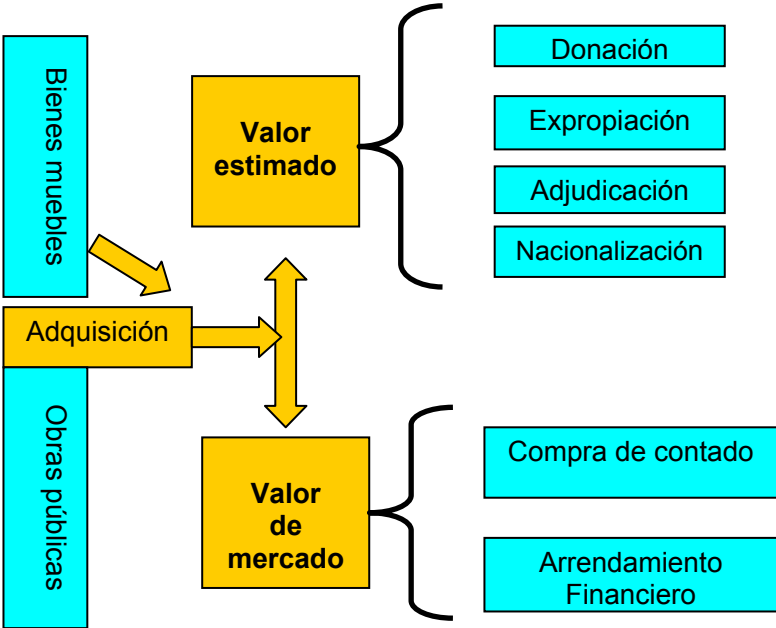 Bienes muebles
Adquisición
Obras públicas
Valor
estimado
Donación
Expropiación
Adjudicación
Nacionalización
Valor
de
mercado
Compra de contado
Arrendamiento
Financiero